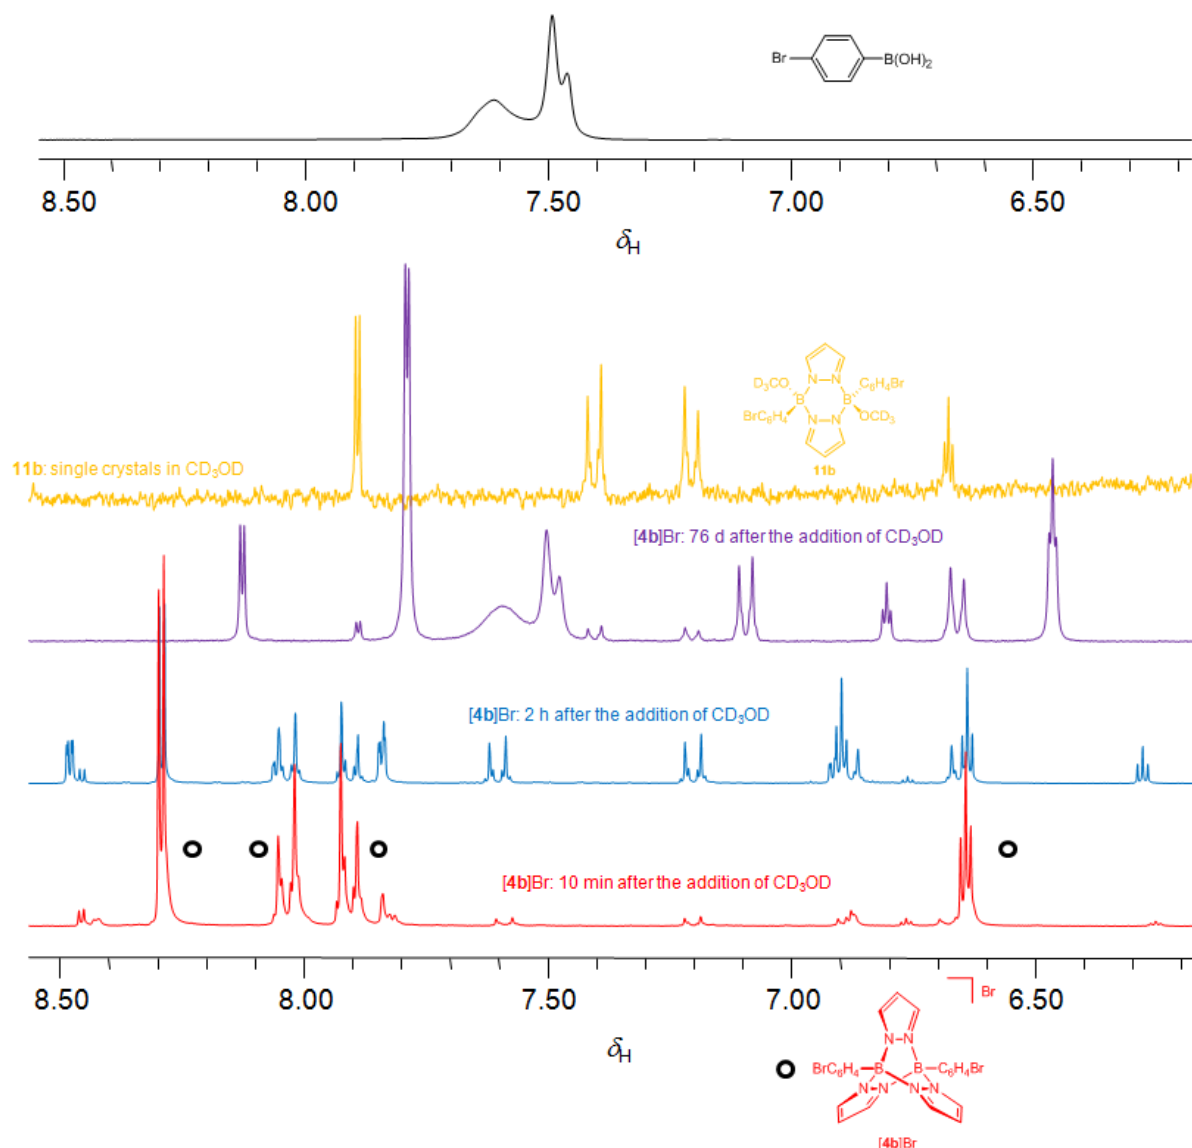 Br
B(OH)2
8.50 8.00 7.50 7.00 6.50
δH
D3CO
C6H4Br
N N
B B
BrC6H4
OCD3
N N
11b
11b: single crystals in CD3OD
[4b]Br: 76 d after the addition of CD3OD
[4b]Br: 2 h after the addition of CD3OD
[4b]Br: 10 min after the addition of CD3OD
8.50 8.00 7.50 7.00 6.50
δH
Br
N N
BrC6H4 B B C6H4Br
N N N N
[4b]Br